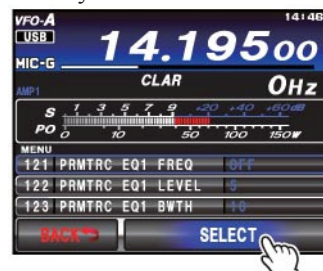 VFO-A
14:46
USB
14.19500
MIC-G
CLAR
0Hz
AMP1
S 1 3 5 7 9 +20 +40 +60dB
PO 0 10 50 100 150W
MENU
121 PRMTRC EQ1 FREQ OFF
122 PRMTRC EQ1 LEVEL 5
123 PRMTRC EQ1 BWTH 10
BACK SELECT